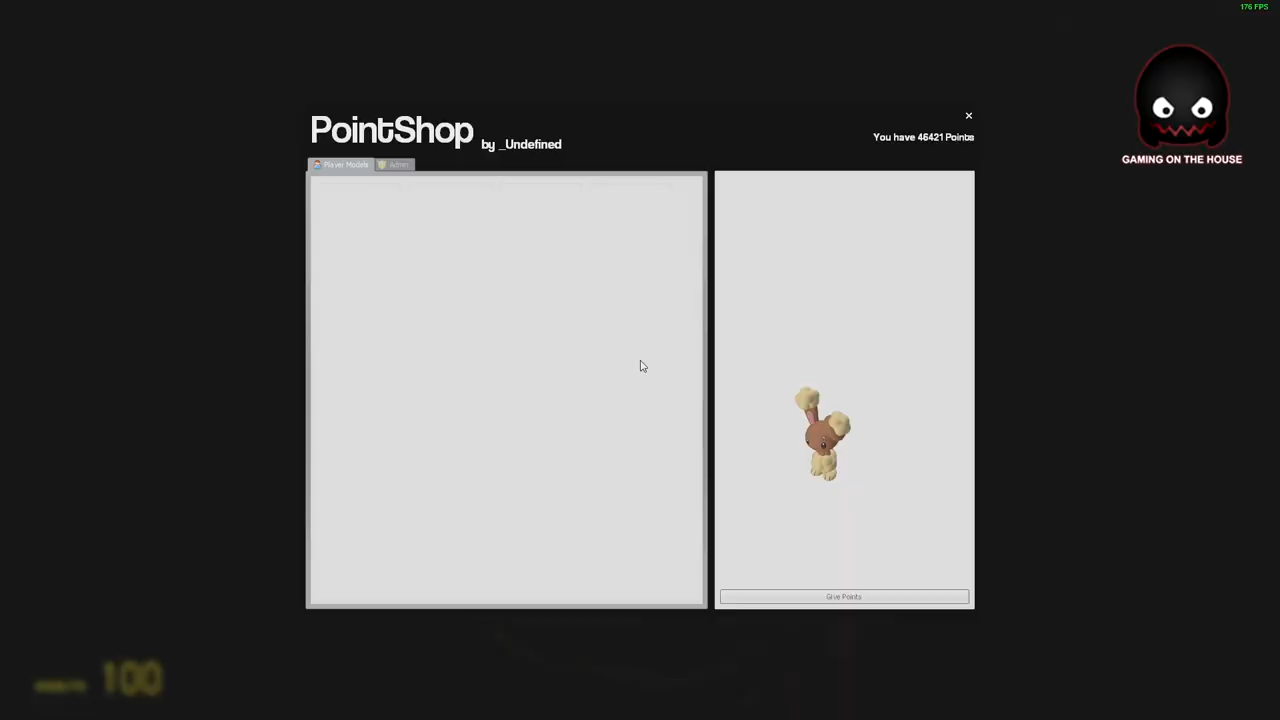 176 FPS
GAMING ON THE HOUSE
PointShop by _Undefined
You have 46421 Points
Player Models
Admin
Give Points
100